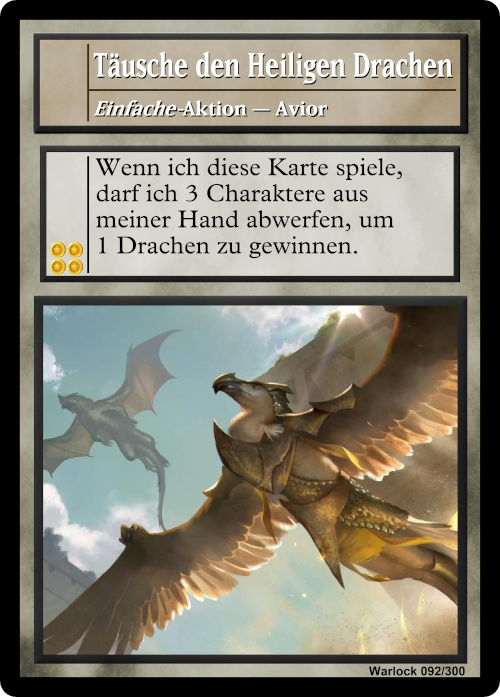 Täusche den Heiligen Drachen
Einfache-Aktion — Avior
Wenn ich diese Karte spiele,
darf ich 3 Charaktere aus
meiner Hand abwerfen, um
1 Drachen zu gewinnen.
Warlock 092/300